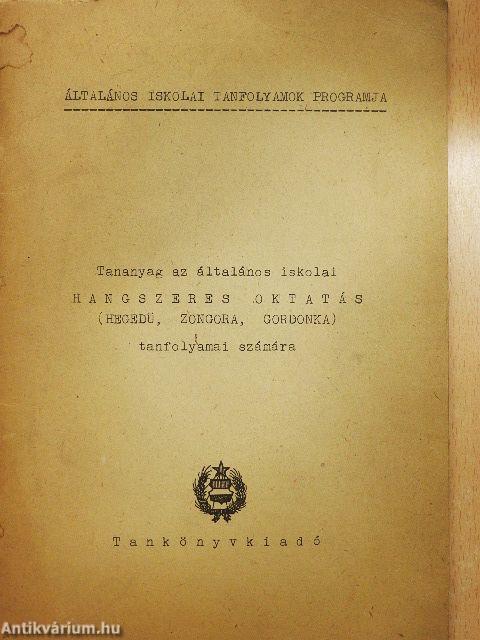 ÁLTALÁNOS ISKOLAI TANFOLYAMOK PROGRAMJA
Tananyag az általános iskolai
HANGSZERES OKTATÁS
(HEGEDŰ, ZONGORA, GORDONKA)
tanfolyamai számára
Tankönyvkiadó
Antikvárium.hu